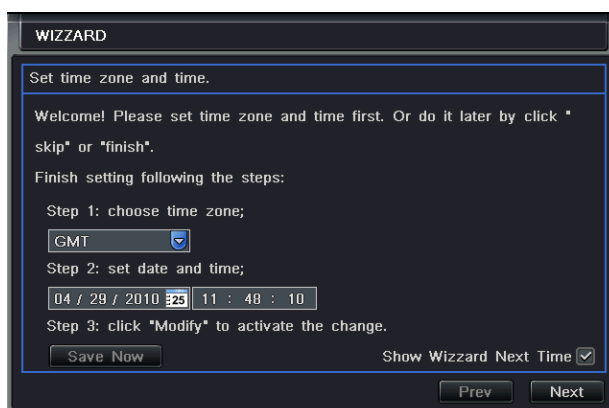 WIZZARD
Set time zone and time.
Welcome! Please set time zone and time first. Or do it later by click "
skip" or "finish".
Finish setting following the steps:
Step 1: choose time zone;
GMT
Step 2: set date and time;
04 / 29 / 2010 25 11 : 48 : 10
Step 3: click "Modify" to activate the change.
Save Now Show Wizzard Next Time
Prev Next